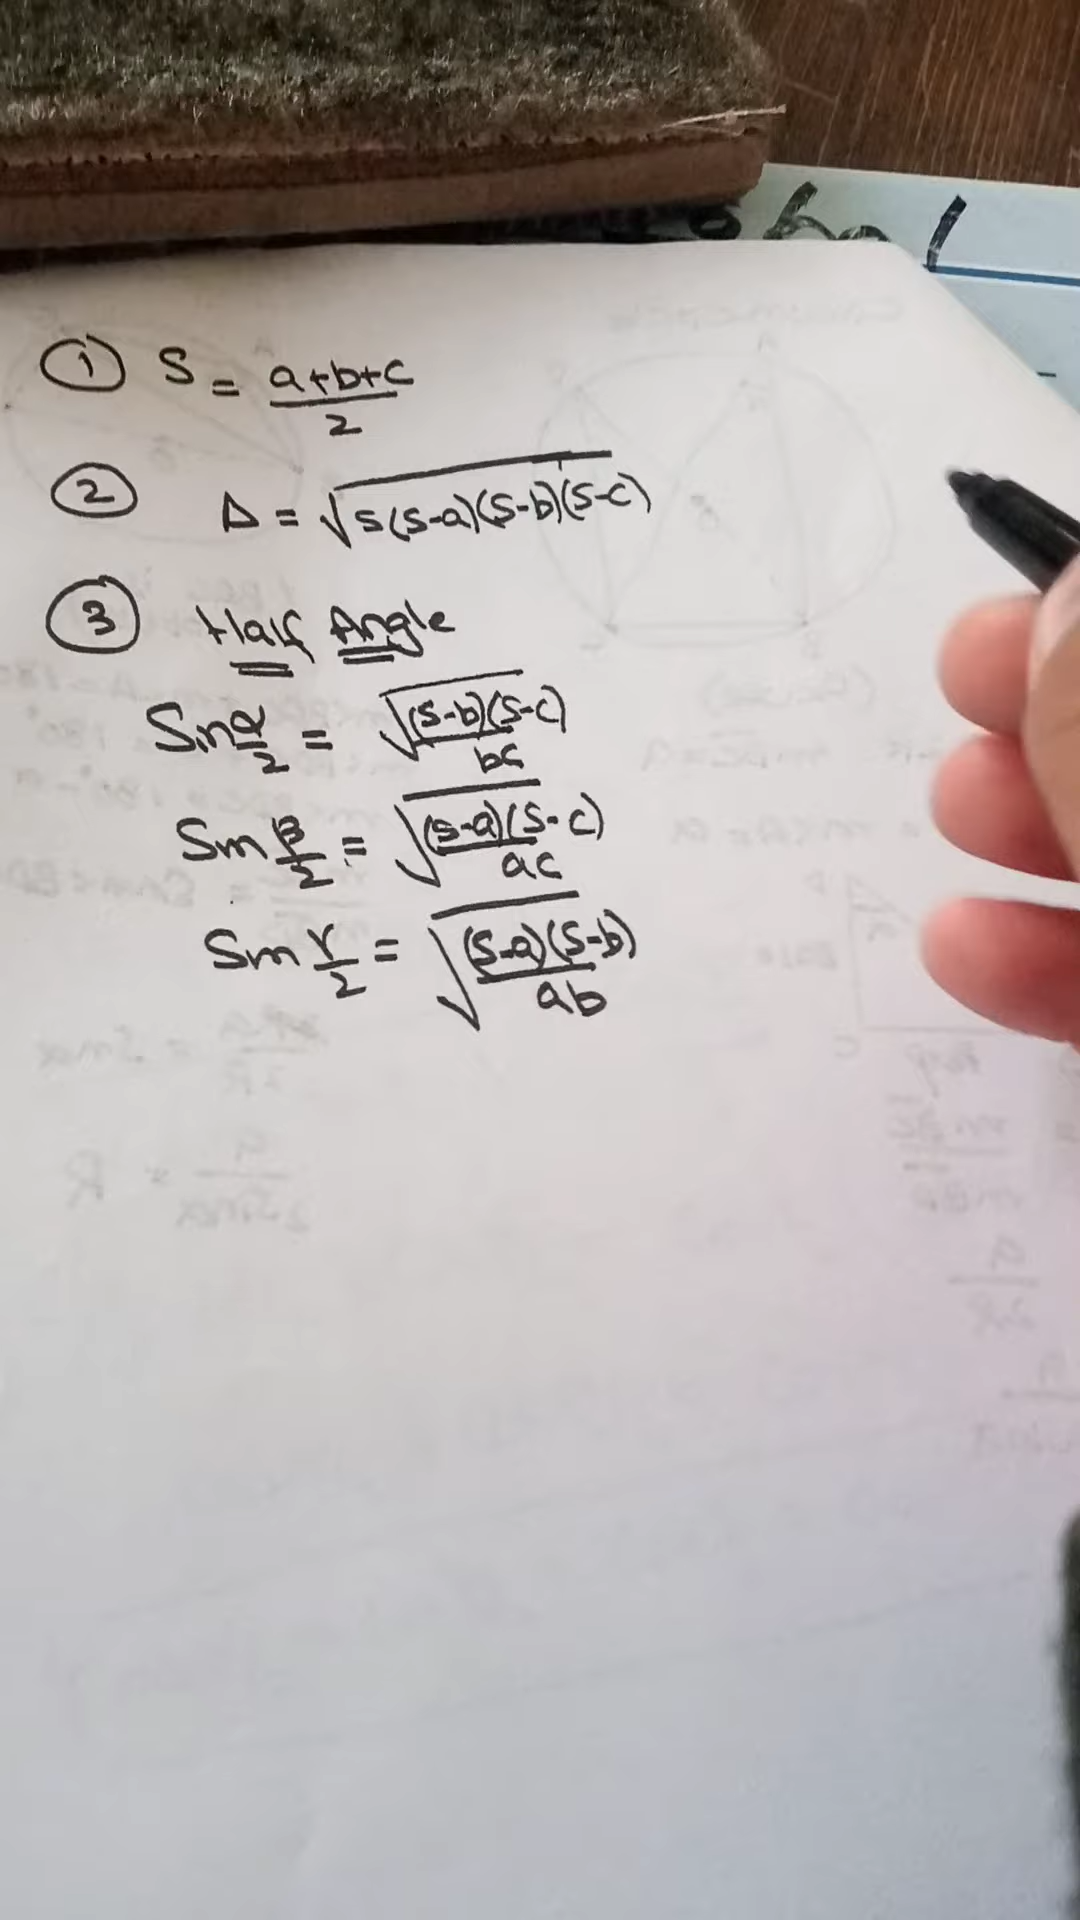 ① S = a+b+c/2
② Δ = √s(s-a)(s-b)(s-c)
③ Half Angle
Sin α/2 = √(s-b)(s-c)/bc
Sin β/2 = √(s-a)(s-c)/ac
Sin γ/2 = √(s-a)(s-b)/ab